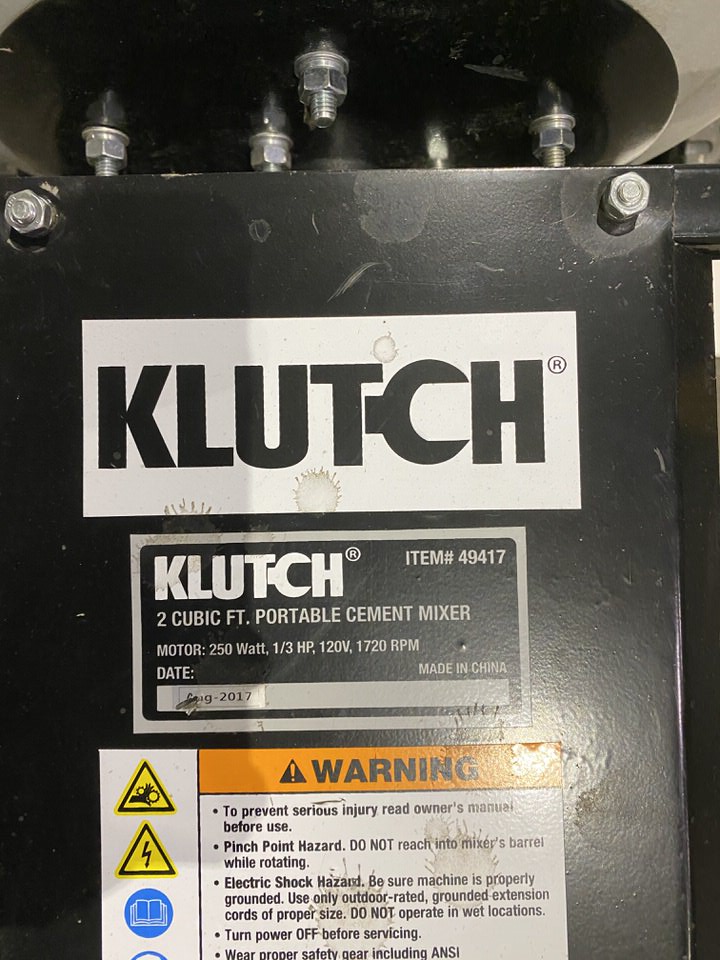 KLUTCH®
KLUTCH® ITEM# 49417
2 CUBIC FT. PORTABLE CEMENT MIXER
MOTOR: 250 Watt, 1/3 HP, 120V, 1720 RPM
DATE: MADE IN CHINA
Aug-2017
WARNING
• To prevent serious injury read owner's manual
before use.
• Pinch Point Hazard. DO NOT reach into mixer's barrel
while rotating.
• Electric Shock Hazard. Be sure machine is properly
grounded. Use only outdoor-rated, grounded extension
cords of proper size. DO NOT operate in wet locations.
• Turn power OFF before servicing.
• Wear proper safety gear including ANSI